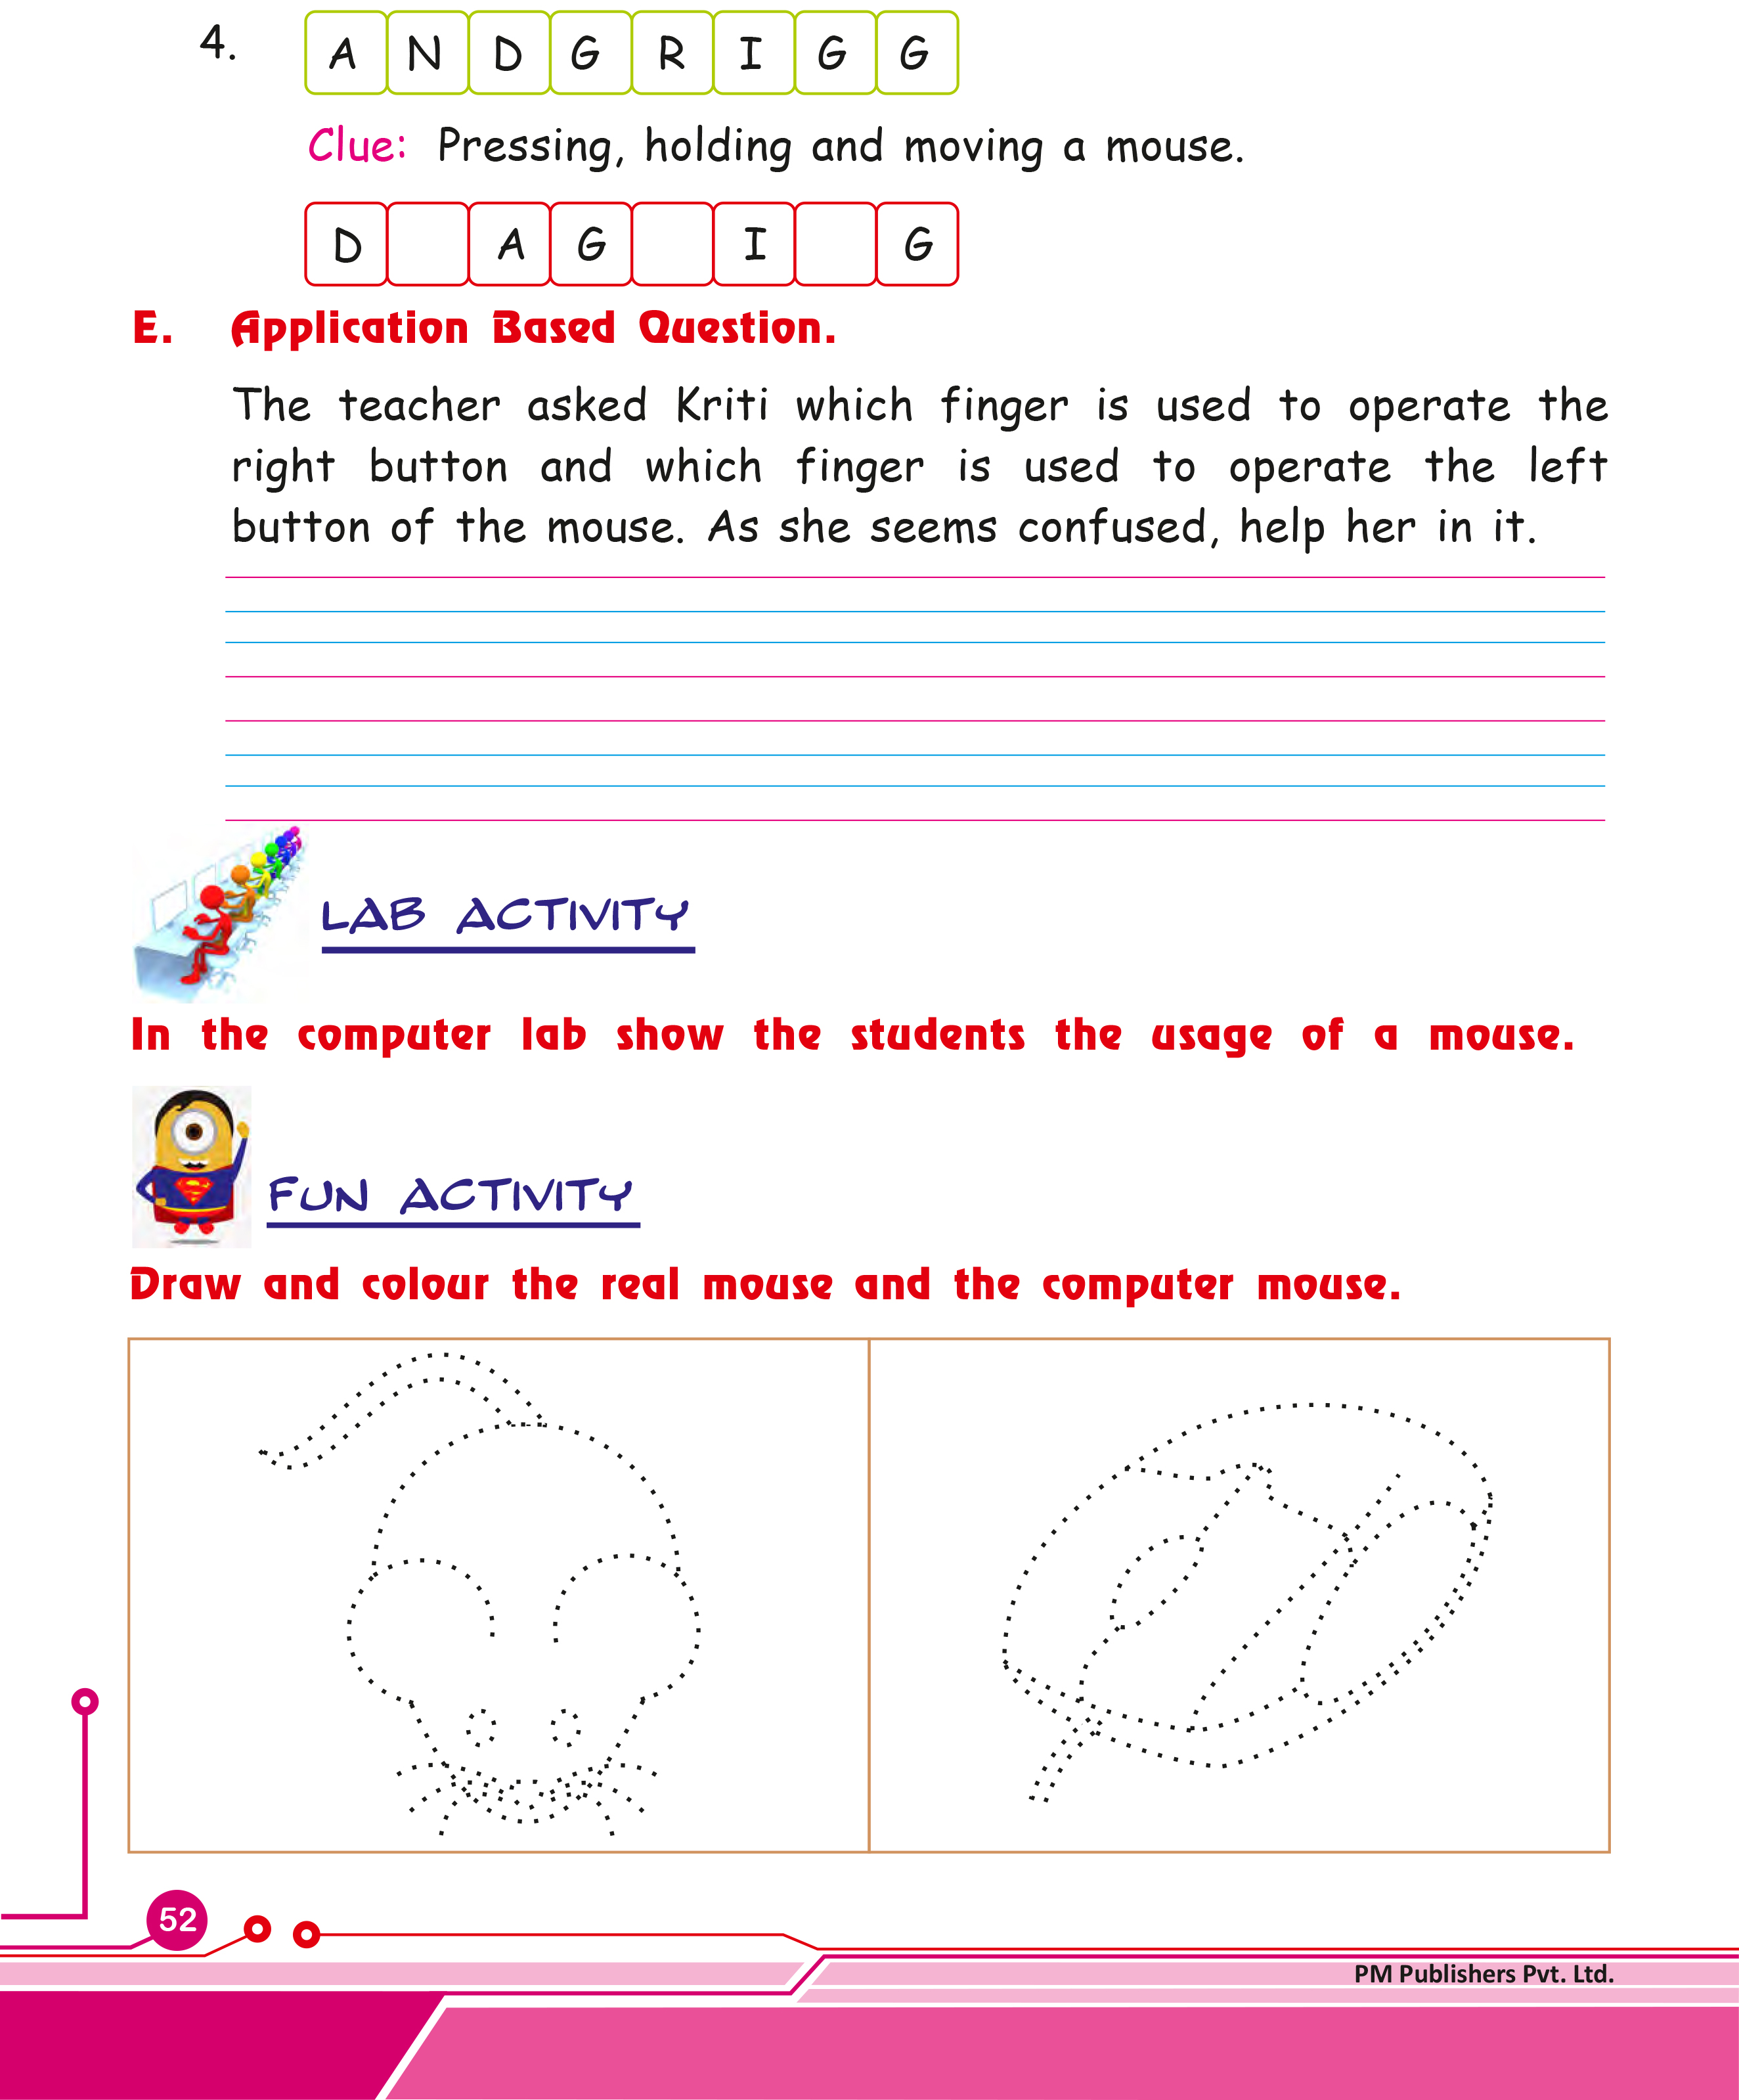 4. A N D G R I G G
Clue: Pressing, holding and moving a mouse.
D A G I G
E. Application Based Question.
The teacher asked Kriti which finger is used to operate the
right button and which finger is used to operate the left
button of the mouse. As she seems confused, help her in it.
LAB ACTIVITY
In the computer lab show the students the usage of a mouse.
FUN ACTIVITY
Draw and colour the real mouse and the computer mouse.
52
PM Publishers Pvt. Ltd.